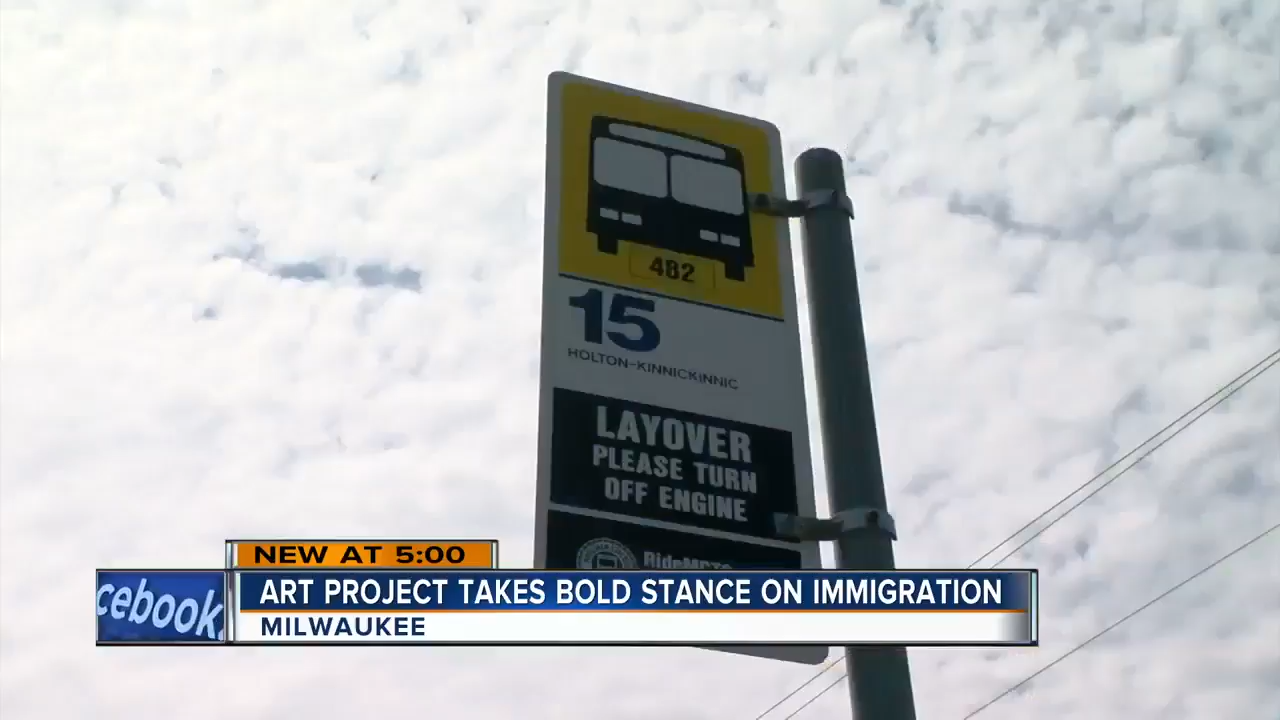 482
15
HOLTON-KINNICKINNIC
LAYOVER
PLEASE TURN
OFF ENGINE
NEW AT 5:00
cebook.
ART PROJECT TAKES BOLD STANCE ON IMMIGRATION
MILWAUKEE